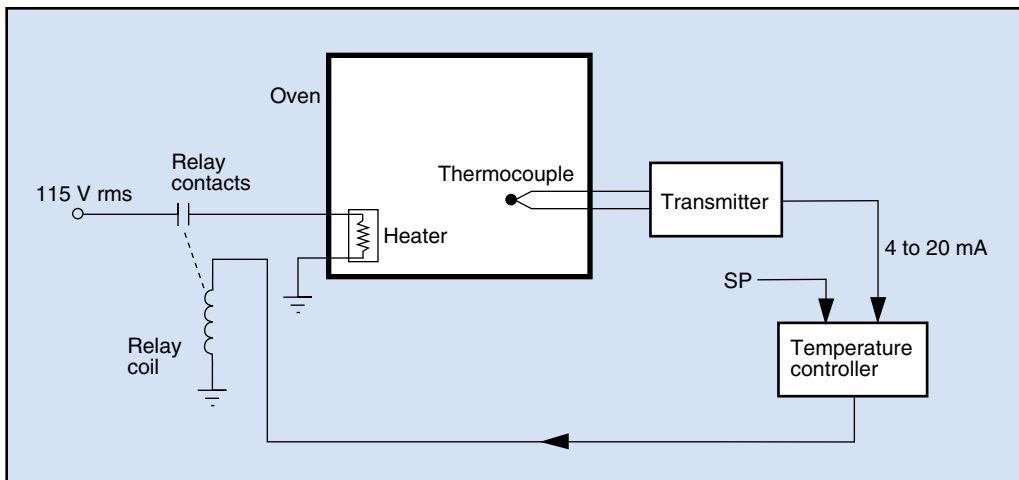 Oven
Relay
contacts
Thermocouple
115 V rms
Transmitter
Heater
4 to 20 mA
SP
Relay
coil
Temperature
controller